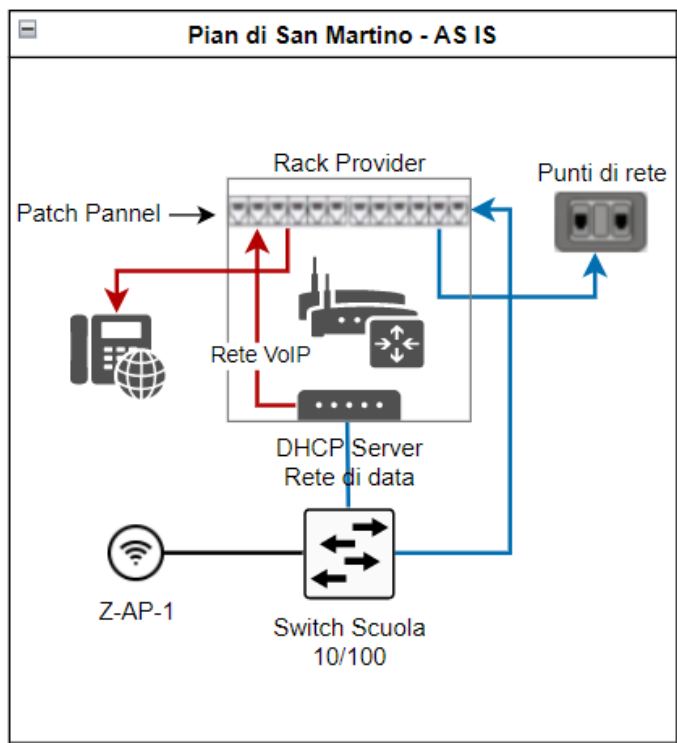 Pian di San Martino - AS IS
Rack Provider
Punti di rete
Patch Pannel
Rete VoIP
DHCP Server
Rete di data
Z-AP-1
Switch Scuola
10/100